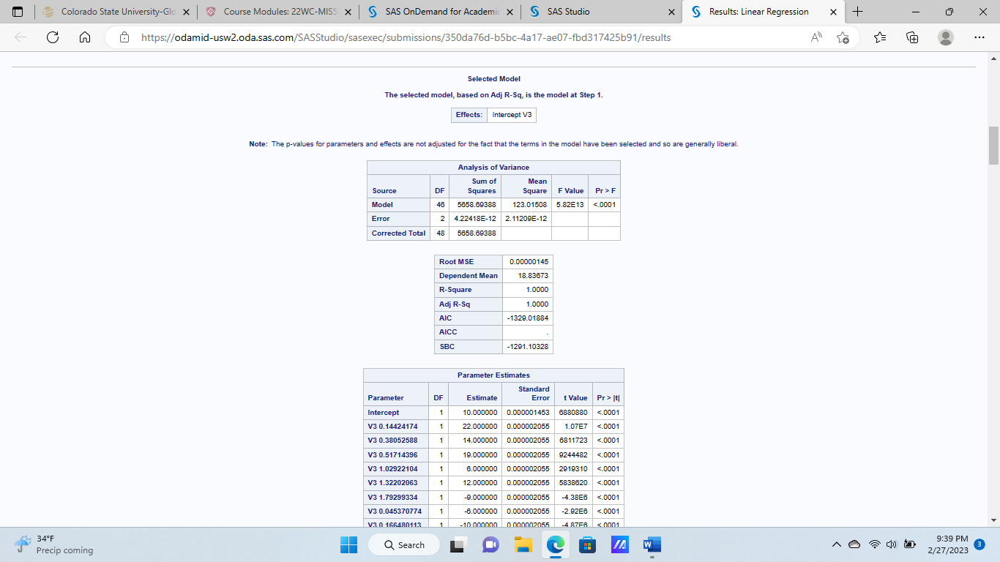 Colorado State University-Glo
Course Modules: 22WC-MIS5
SAS OnDemand for Academic
SAS Studio
Results: Linear Regression
https://odamid-usw2.oda.sas.com/SASStudio/sasexec/submissions/350da76d-b5bc-4a17-ae07-fbd317425b91/results
Selected Model
The selected model, based on Adj R-Sq, is the model at Step 1.
Effects: Intercept V3
Note: The p-values for parameters and effects are not adjusted for the fact that the terms in the model have been selected and so are generally liberal.
Analysis of Variance
Source DF Sum of Squares Mean Square F Value Pr > F
Model 46 5658.69388 123.01508 5.82E13 <.0001
Error 2 4.22418E-12 2.11209E-12
Corrected Total 48 5658.69388
Root MSE 0.00000145
Dependent Mean 18.83673
R-Square 1.0000
Adj R-Sq 1.0000
AIC -1329.01884
AICC .
SBC -1291.10328
Parameter Estimates
Parameter DF Estimate Standard Error t Value Pr > |t|
Intercept 1 10.000000 0.000001453 6880880 <.0001
V3 0.14424174 1 22.000000 0.000002055 1.07E7 <.0001
V3 0.38052588 1 14.000000 0.000002055 6811723 <.0001
V3 0.51714396 1 19.000000 0.000002055 9244482 <.0001
V3 1.02922104 1 6.000000 0.000002055 2919310 <.0001
V3 1.32202063 1 12.000000 0.000002055 5838620 <.0001
V3 1.79299334 1 -9.000000 0.000002055 -4.38E6 <.0001
V3 0.045370774 1 -6.000000 0.000002055 -2.92E6 <.0001
V3 0.166480113 1 -10.000000 0.000002055 -4.87E6 <.0001
34°F
Precip coming
Search
9:39 PM
2/27/2023
3